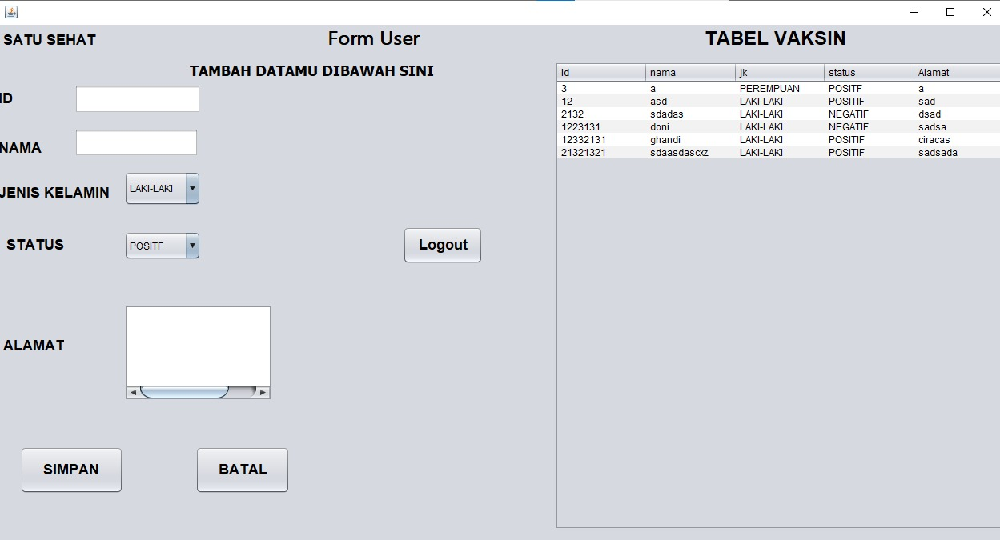 SATU SEHAT
Form User
TAMBAH DATAMU DIBAWAH SINI
ID
NAMA
JENIS KELAMIN LAKI-LAKI
STATUS POSITF
Logout
ALAMAT
SIMPAN BATAL
TABEL VAKSIN
id nama jk status Alamat
3 a PEREMPUAN POSITF a
12 asd LAKI-LAKI POSITIF sad
2132 sdadas LAKI-LAKI NEGATIF dsad
1223131 doni LAKI-LAKI NEGATIF sadsa
12332131 ghandi LAKI-LAKI POSITIF ciracas
21321321 sdaasdascxz LAKI-LAKI POSITIF sadsada